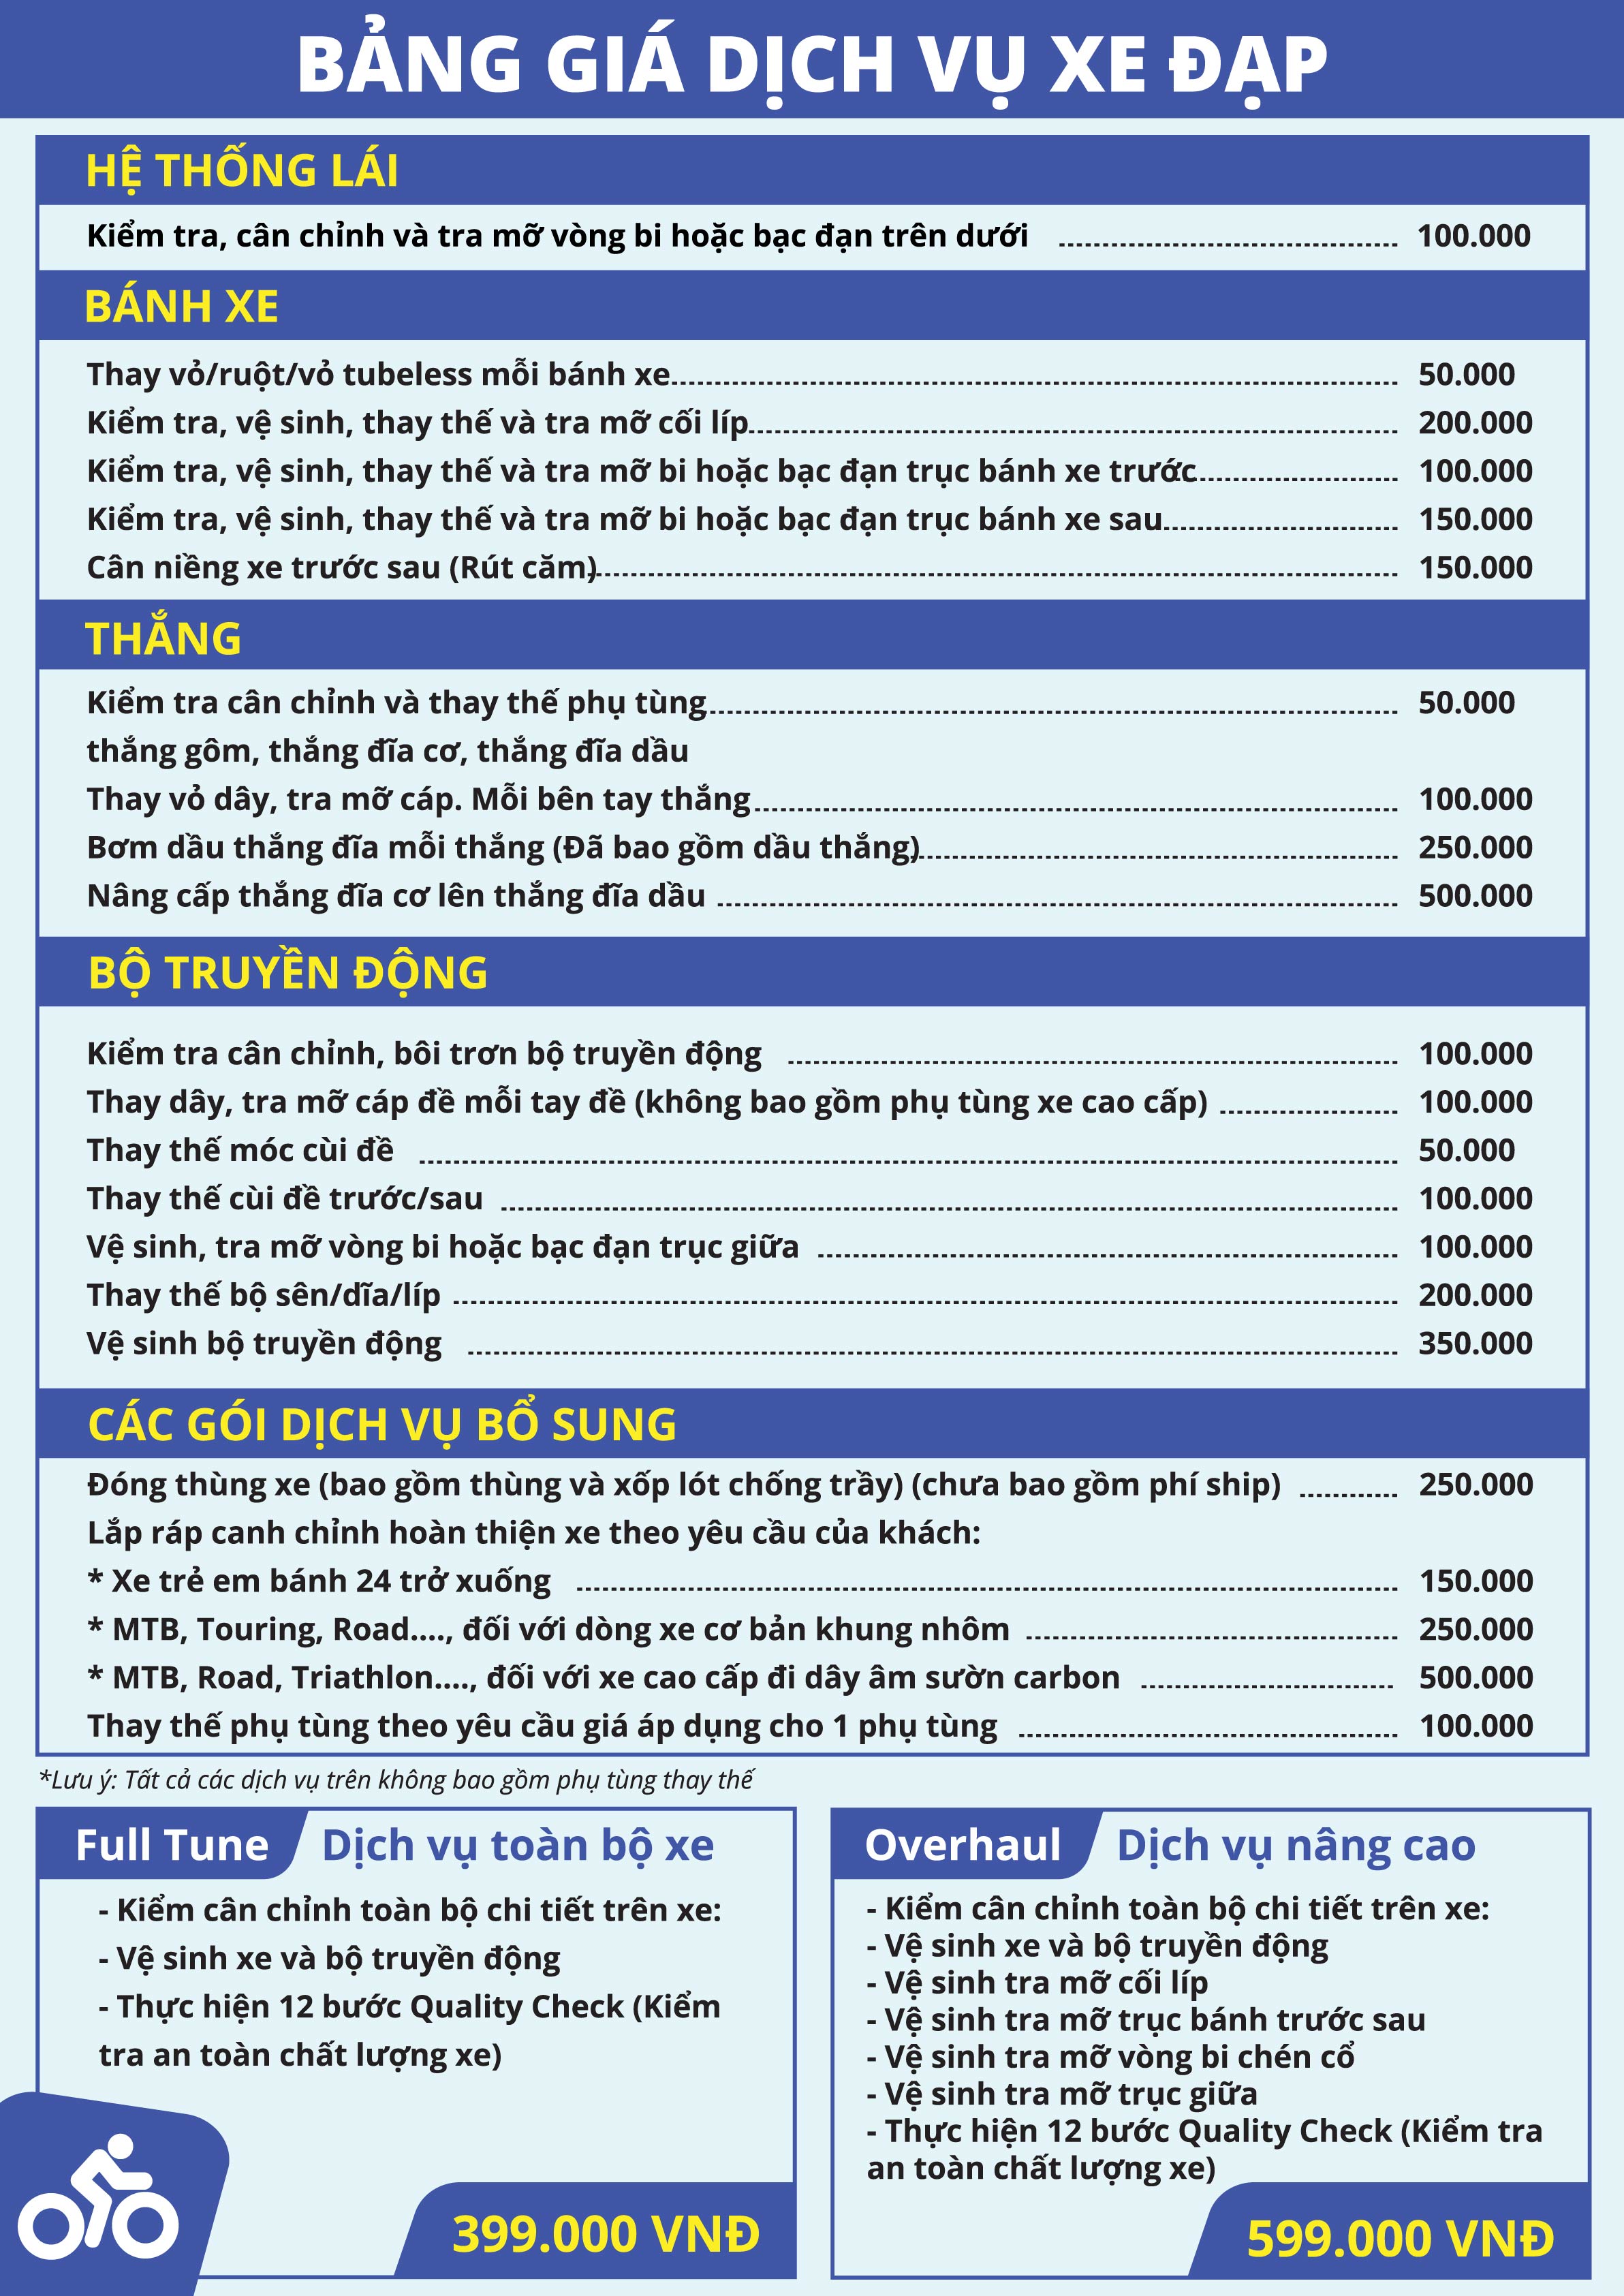 BẢNG GIÁ DỊCH VỤ XE ĐẠP
HỆ THỐNG LÁI
Kiểm tra, cân chỉnh và tra mỡ vòng bi hoặc bạc đạn trên dưới 100.000
BÁNH XE
Thay vỏ/ruột/vỏ tubeless mỗi bánh xe 50.000
Kiểm tra, vệ sinh, thay thế và tra mỡ cối líp 200.000
Kiểm tra, vệ sinh, thay thế và tra mỡ bi hoặc bạc đạn trục bánh xe trước 100.000
Kiểm tra, vệ sinh, thay thế và tra mỡ bi hoặc bạc đạn trục bánh xe sau 150.000
Cân niềng xe trước sau (Rút căm) 150.000
THẮNG
Kiểm tra cân chỉnh và thay thế phụ tùng 50.000
thắng gôm, thắng đĩa cơ, thắng đĩa dầu
Thay vỏ dây, tra mỡ cáp. Mỗi bên tay thắng 100.000
Bơm dầu thắng đĩa mỗi thắng (Đã bao gồm dầu thắng) 250.000
Nâng cấp thắng đĩa cơ lên thắng đĩa dầu 500.000
BỘ TRUYỀN ĐỘNG
Kiểm tra cân chỉnh, bôi trơn bộ truyền động 100.000
Thay dây, tra mỡ cáp đề mỗi tay đề (không bao gồm phụ tùng xe cao cấp) 100.000
Thay thế móc cùi đề 50.000
Thay thế cùi đề trước/sau 100.000
Vệ sinh, tra mỡ vòng bi hoặc bạc đạn trục giữa 100.000
Thay thế bộ sên/dĩa/líp 200.000
Vệ sinh bộ truyền động 350.000
CÁC GÓI DỊCH VỤ BỔ SUNG
Đóng thùng xe (bao gồm thùng và xốp lót chống trầy) (chưa bao gồm phí ship) 250.000
Lắp ráp canh chỉnh hoàn thiện xe theo yêu cầu của khách:
* Xe trẻ em bánh 24 trở xuống 150.000
* MTB, Touring, Road...., đối với dòng xe cơ bản khung nhôm 250.000
* MTB, Road, Triathlon...., đối với xe cao cấp đi dây âm sườn carbon 500.000
Thay thế phụ tùng theo yêu cầu giá áp dụng cho 1 phụ tùng 100.000
*Lưu ý: Tất cả các dịch vụ trên không bao gồm phụ tùng thay thế
Full Tune Dịch vụ toàn bộ xe
- Kiểm cân chỉnh toàn bộ chi tiết trên xe:
- Vệ sinh xe và bộ truyền động
- Thực hiện 12 bước Quality Check (Kiểm
tra an toàn chất lượng xe)
399.000 VNĐ
Overhaul Dịch vụ nâng cao
- Kiểm cân chỉnh toàn bộ chi tiết trên xe:
- Vệ sinh xe và bộ truyền động
- Vệ sinh tra mỡ cối líp
- Vệ sinh tra mỡ trục bánh trước sau
- Vệ sinh tra mỡ vòng bi chén cổ
- Vệ sinh tra mỡ trục giữa
- Thực hiện 12 bước Quality Check (Kiểm tra
an toàn chất lượng xe)
599.000 VNĐ